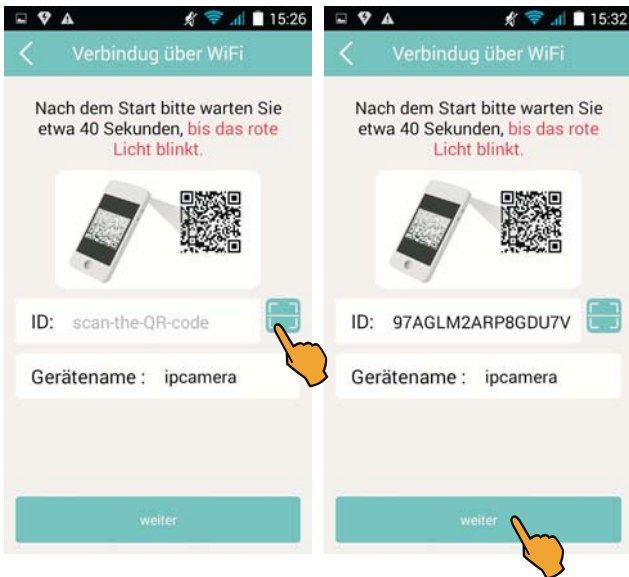 15:26
Verbindug über WiFi
Nach dem Start bitte warten Sie
etwa 40 Sekunden, bis das rote
Licht blinkt.
ID: scan-the-QR-code
Gerätename : ipcamera
weiter
15:32
Verbindug über WiFi
Nach dem Start bitte warten Sie
etwa 40 Sekunden, bis das rote
Licht blinkt.
ID: 97AGLM2ARP8GDU7V
Gerätename : ipcamera
weiter